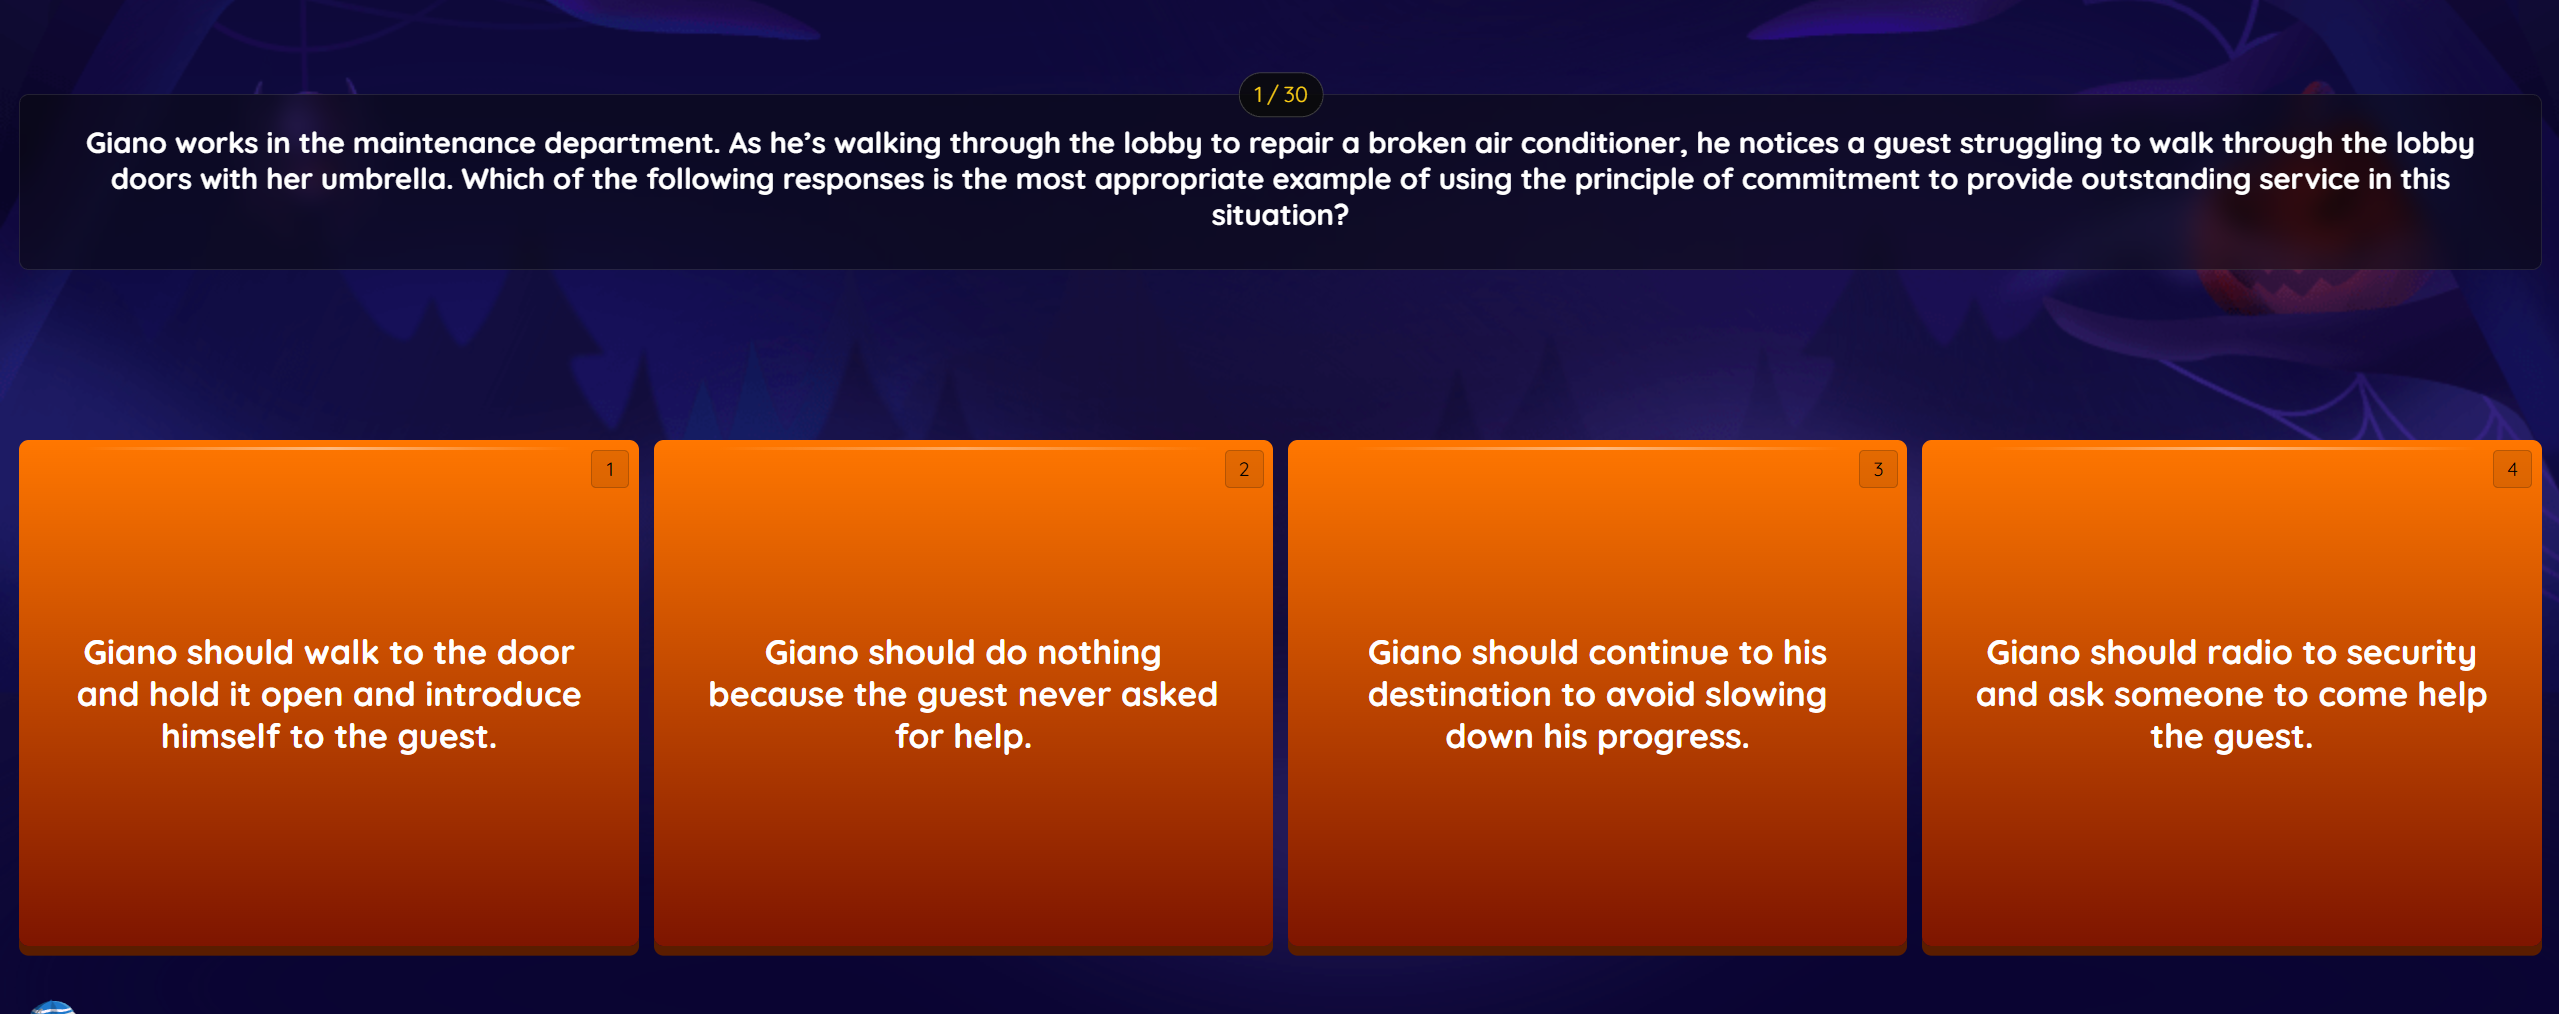 1 / 30
Giano works in the maintenance department. As he’s walking through the lobby to repair a broken air conditioner, he notices a guest struggling to walk through the lobby
doors with her umbrella. Which of the following responses is the most appropriate example of using the principle of commitment to provide outstanding service in this
situation?
1
Giano should walk to the door
and hold it open and introduce
himself to the guest.
2
Giano should do nothing
because the guest never asked
for help.
3
Giano should continue to his
destination to avoid slowing
down his progress.
4
Giano should radio to security
and ask someone to come help
the guest.